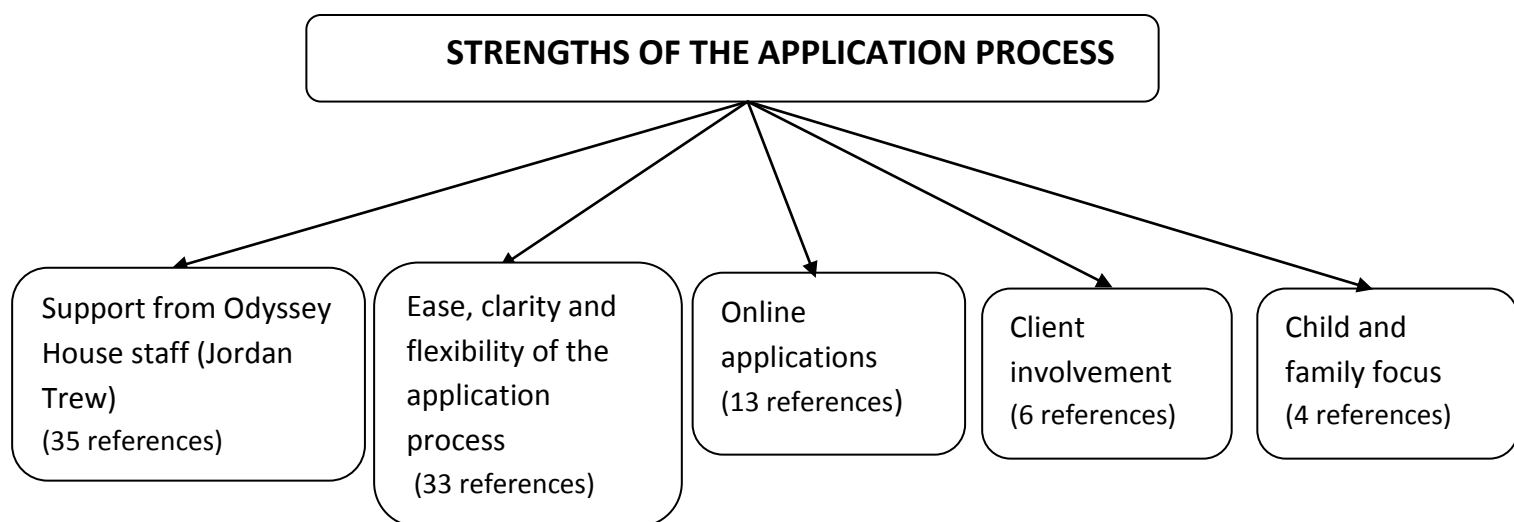 STRENGTHS OF THE APPLICATION PROCESS
Support from Odyssey
House staff (Jordan
Trew)
(35 references)
Ease, clarity and
flexibility of the
application
process
(33 references)
Online
applications
(13 references)
Client
involvement
(6 references)
Child and
family focus
(4 references)